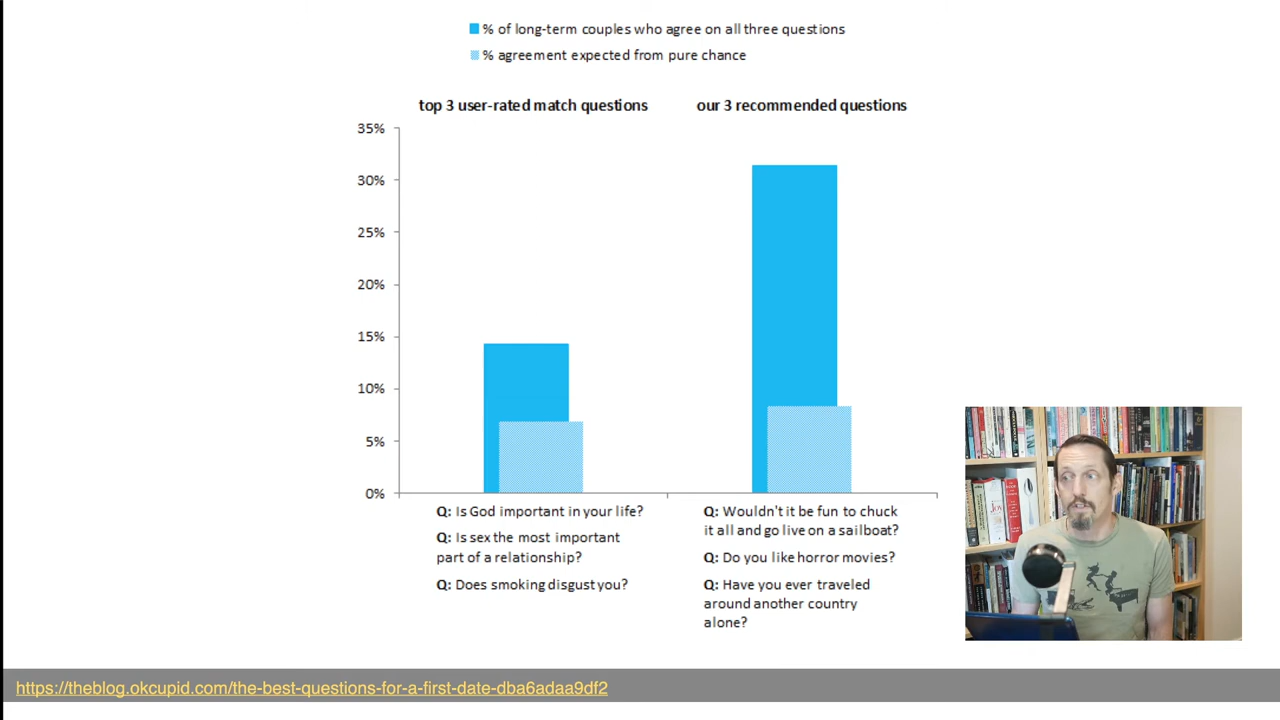 % of long-term couples who agree on all three questions
% agreement expected from pure chance
top 3 user-rated match questions
our 3 recommended questions
35%
30%
25%
20%
15%
10%
5%
0%
Q: Is God important in your life?
Q: Is sex the most important
part of a relationship?
Q: Does smoking disgust you?
Q: Wouldn't it be fun to chuck
it all and go live on a sailboat?
Q: Do you like horror movies?
Q: Have you ever traveled
around another country
alone?
https://theblog.okcupid.com/the-best-questions-for-a-first-date-dba6adaa9df2